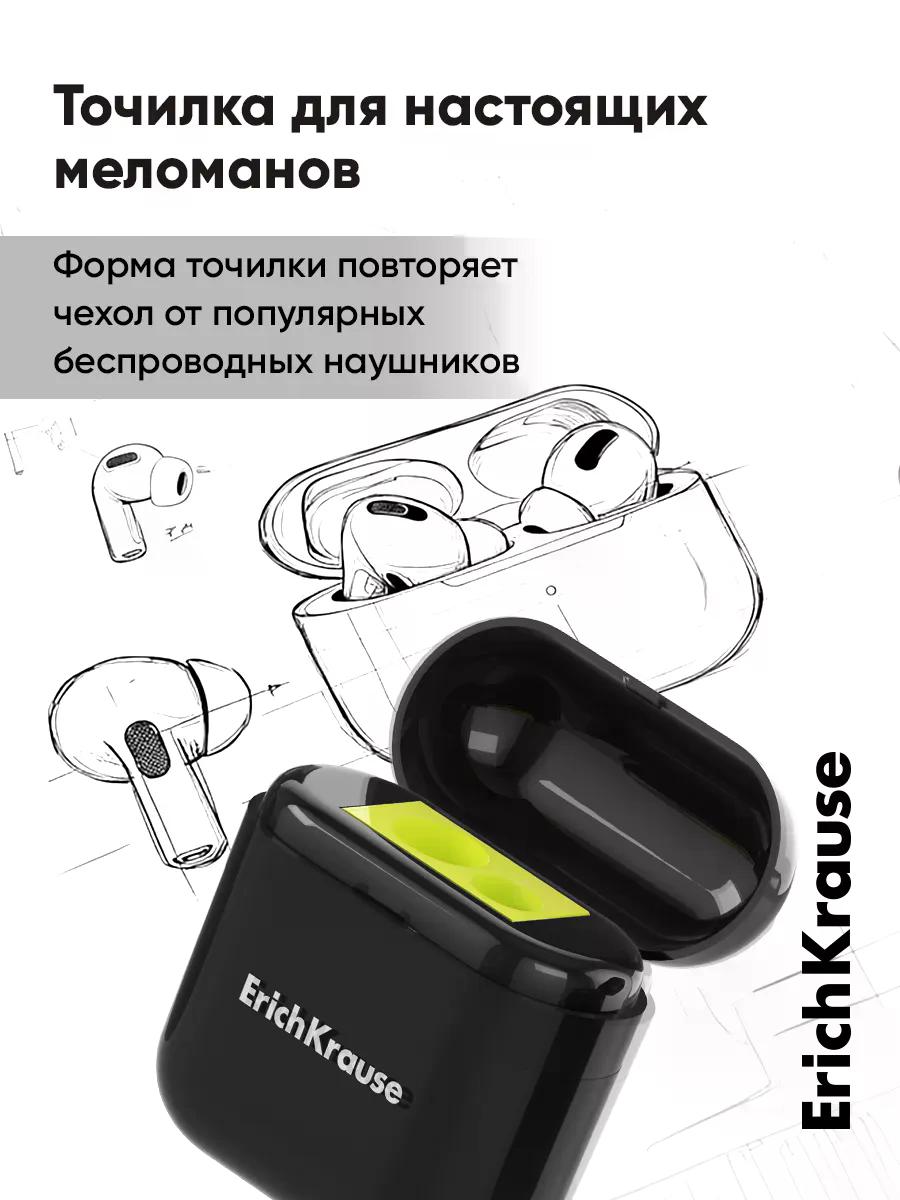 Точилка для настоящих
меломанов
Форма точилки повторяет
чехол от популярных
беспроводных наушников
ErichKrause
ErichKrause